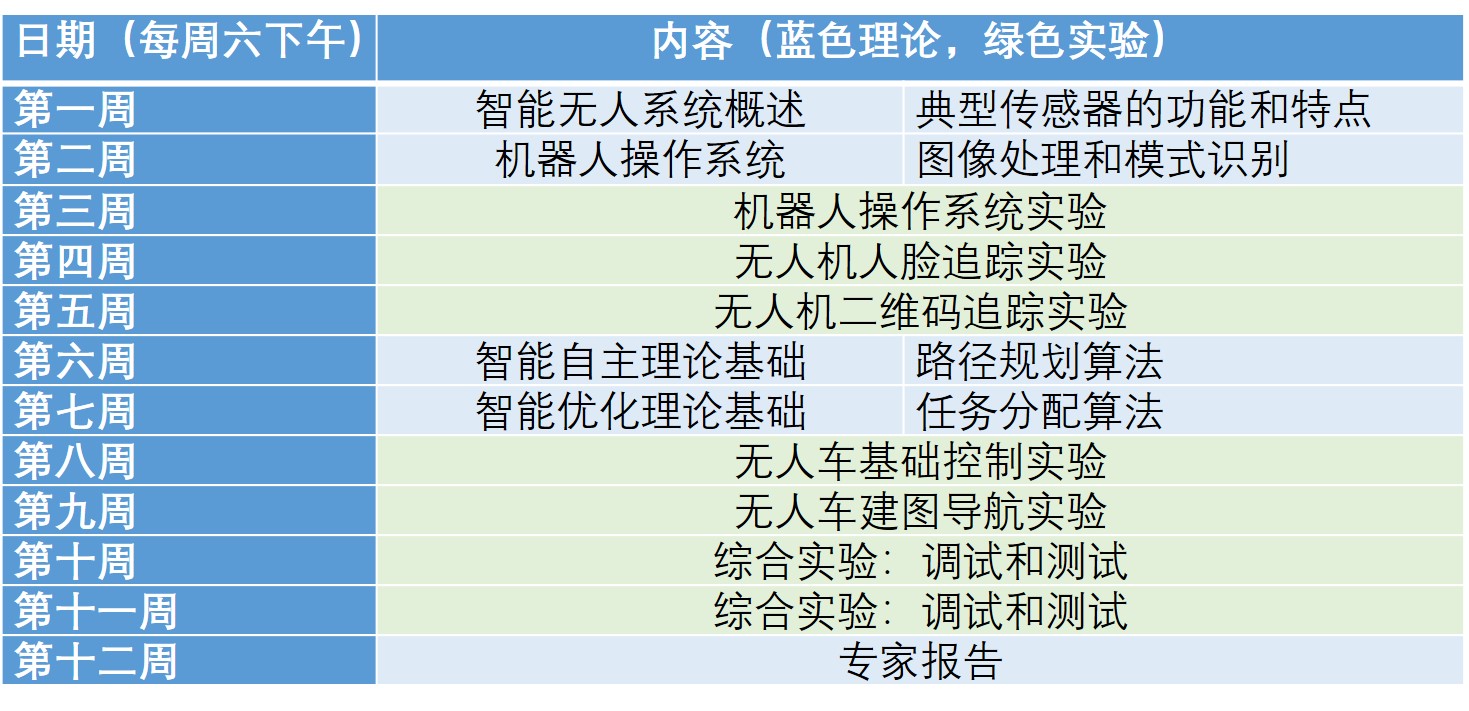 日期（每周六下午） 内容（蓝色理论，绿色实验）
第一周 智能无人系统概述 典型传感器的功能和特点
第二周 机器人操作系统 图像处理和模式识别
第三周 机器人操作系统实验
第四周 无人机人脸追踪实验
第五周 无人机二维码追踪实验
第六周 智能自主理论基础 路径规划算法
第七周 智能优化理论基础 任务分配算法
第八周 无人车基础控制实验
第九周 无人车建图导航实验
第十周 综合实验：调试和测试
第十一周 综合实验：调试和测试
第十二周 专家报告